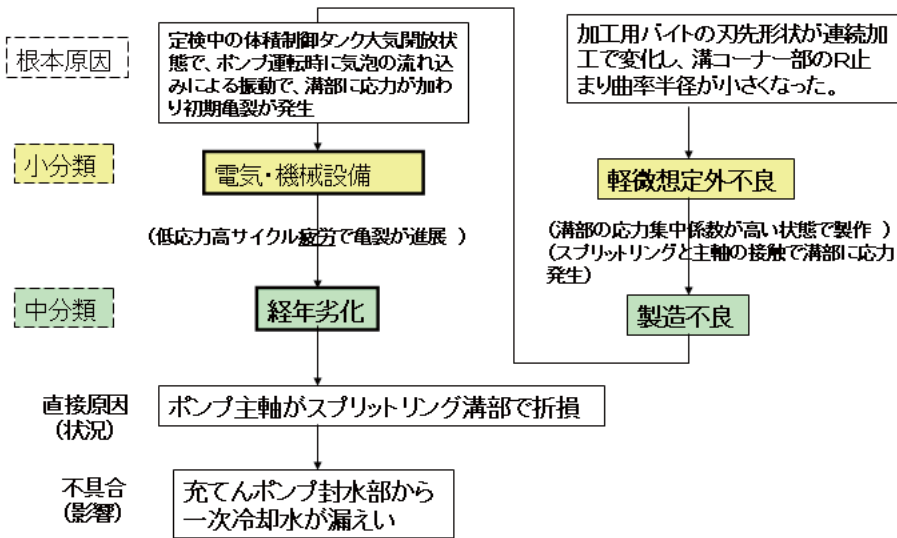 根本原因
定検中の体積制御タンク大気開放状
態で、ポンプ運転時に気泡の流れ込
みによる振動で、溝部に応力が加わ
り初期亀裂が発生
加工用バイトの刃先形状が連続加
工で変化し、溝コーナー部のR止
まり曲率半径が小さくなった。
小分類
電気・機械設備
軽微想定外不良
(低応力高サイクル疲労で亀裂が進展 )
(溝部の応力集中係数が高い状態で製作 )
(スプリットリングと主軸の接触で溝部に応力
発生)
中分類
経年劣化
製造不良
直接原因
(状況)
ポンプ主軸がスプリットリング溝部で折損
不具合
(影響)
充てんポンプ封水部から
一次冷却水が漏えい